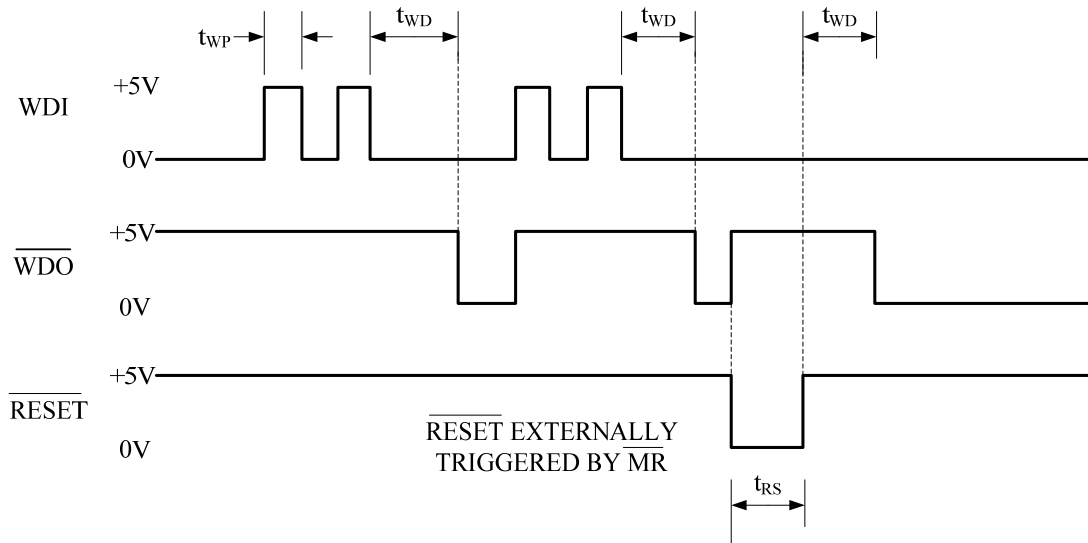 tWD
tWD
tWD
tWP
+5V
WDI
0V
+5V
WDO
0V
+5V
RESET
0V
RESET EXTERNALLY
TRIGGERED BY MR
tRS